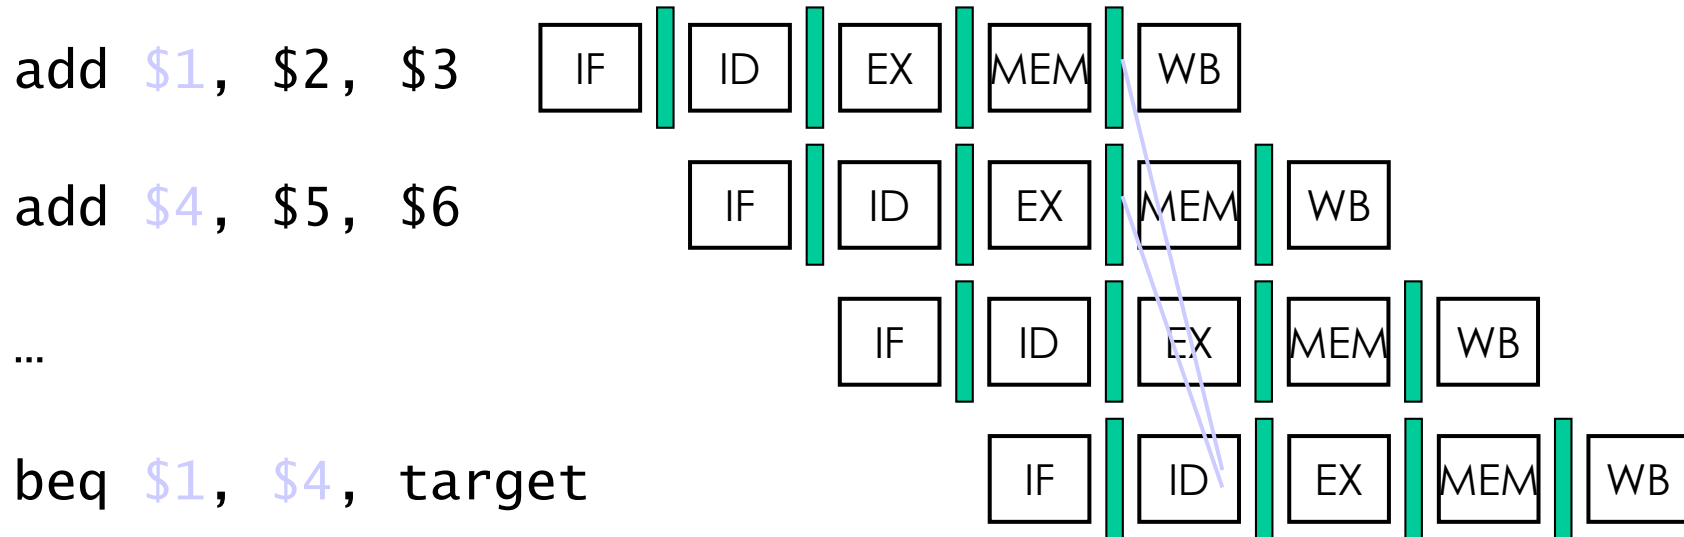 add $1, $2, $3 IF ID EX MEM WB
add $4, $5, $6 IF ID EX MEM WB
… IF ID EX MEM WB
beq $1, $4, target IF ID EX MEM WB